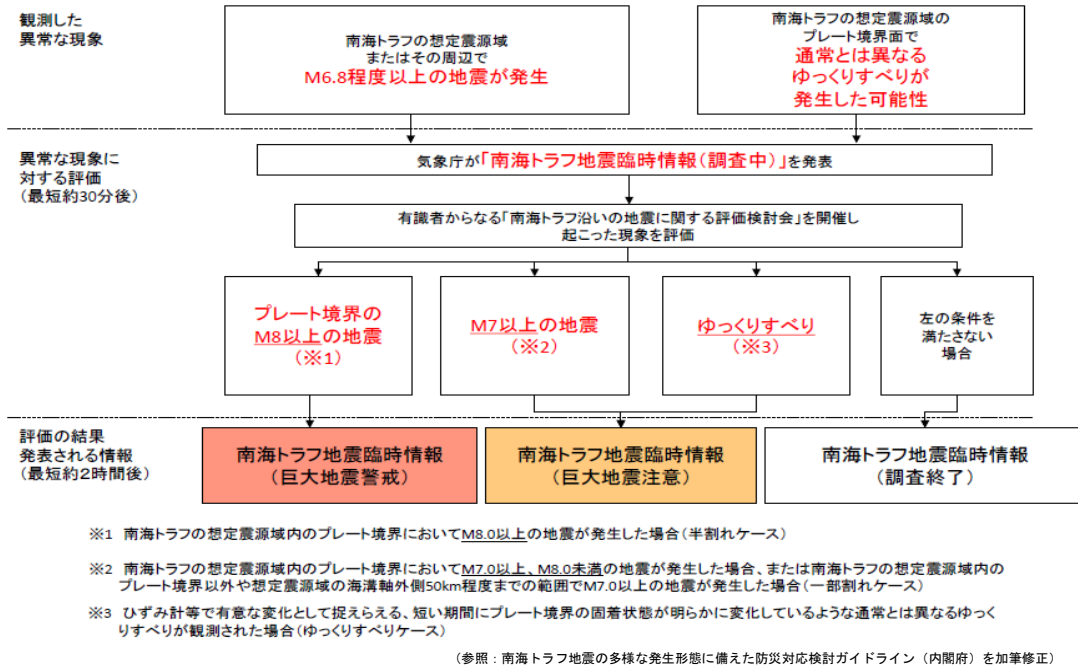 観測した
異常な現象
南海トラフの想定震源域
またはその周辺で
M6.8程度以上の地震が発生
南海トラフの想定震源域の
プレート境界面で
通常とは異なる
ゆっくりすべりが
発生した可能性
異常な現象に
対する評価
(最短約30分後)
気象庁が「南海トラフ地震臨時情報(調査中)」を発表
有識者からなる「南海トラフ沿いの地震に関する評価検討会」を開催し
起こった現象を評価
プレート境界の
M8以上の地震
(※1)
M7以上の地震
(※2)
ゆっくりすべり
(※3)
左の条件を
満たさない
場合
評価の結果
発表される情報
(最短約2時間後)
南海トラフ地震臨時情報
(巨大地震警戒)
南海トラフ地震臨時情報
(巨大地震注意)
南海トラフ地震臨時情報
(調査終了)
※1 南海トラフの想定震源域内のプレート境界においてM8.0以上の地震が発生した場合(半割れケース)
※2 南海トラフの想定震源域内のプレート境界においてM7.0以上、M8.0未満の地震が発生した場合、または南海トラフの想定震源域内の
プレート境界以外や想定震源域の海溝軸外側50km程度までの範囲でM7.0以上の地震が発生した場合(一部割れケース)
※3 ひずみ計等で有意な変化として捉えらえる、短い期間にプレート境界の固着状態が明らかに変化しているような通常とは異なるゆっく
りすべりが観測された場合(ゆっくりすべりケース)
(参照:南海トラフ地震の多様な発生形態に備えた防災対応検討ガイドライン(内閣府)を加筆修正)